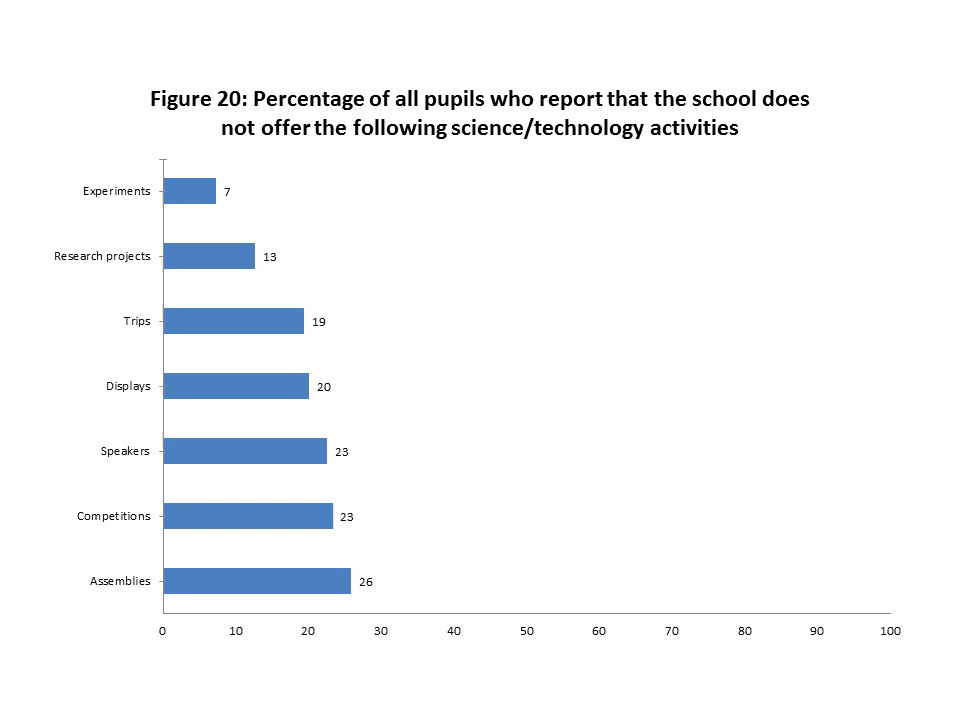 Figure 20: Percentage of all pupils who report that the school does
not offer the following science/technology activities
Experiments 7
Research projects 13
Trips 19
Displays 20
Speakers 23
Competitions 23
Assemblies 26
0 10 20 30 40 50 60 70 80 90 100